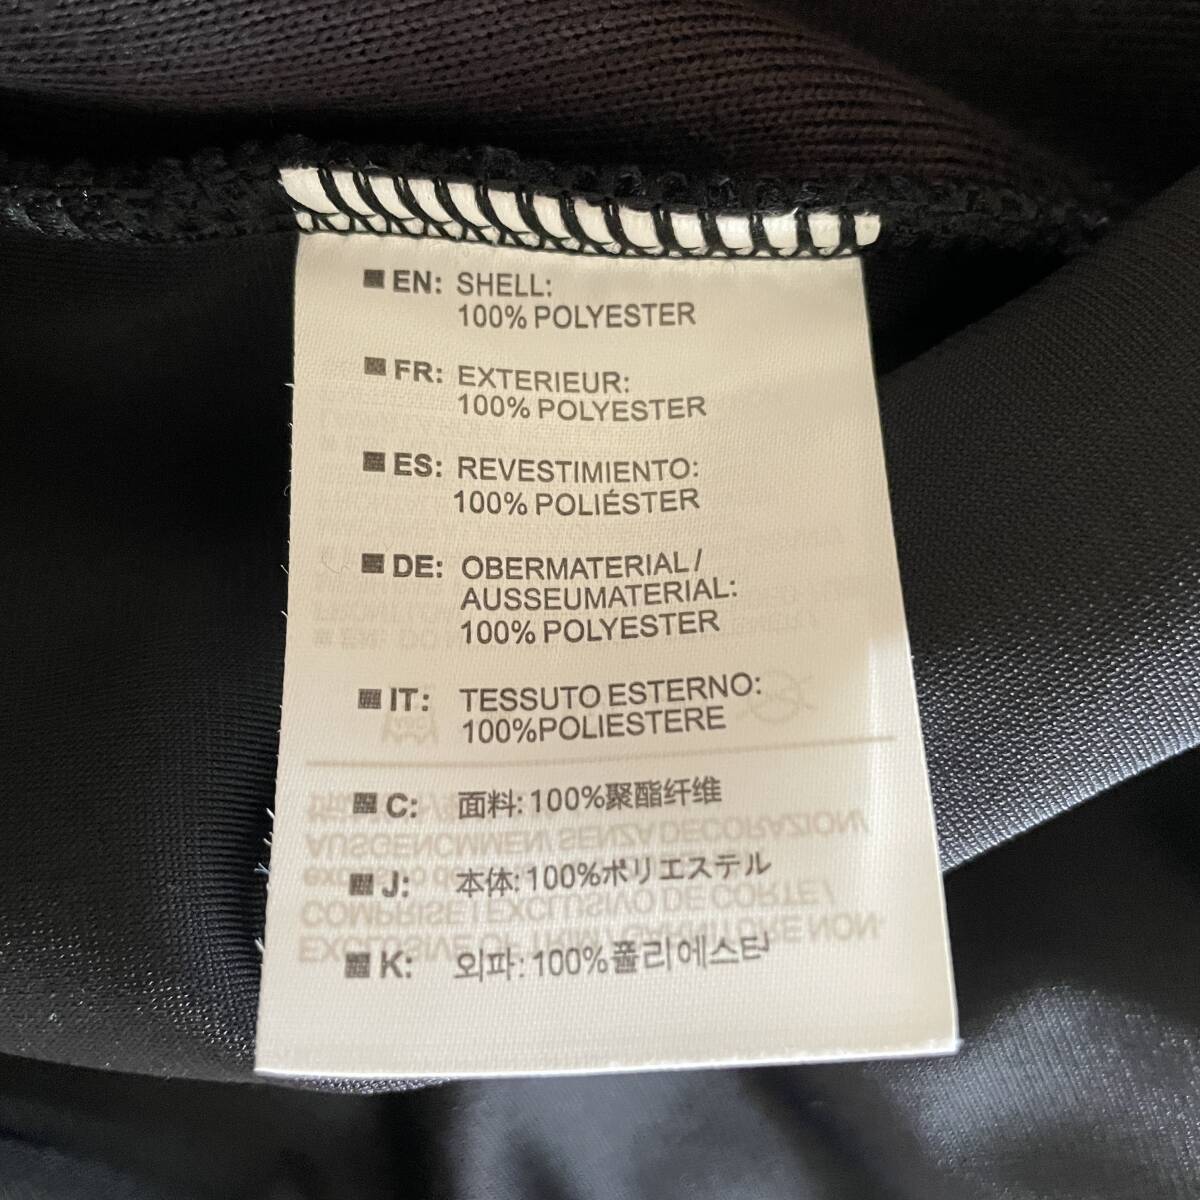 EN: SHELL:
100% POLYESTER
FR: EXTERIEUR:
100% POLYESTER
ES: REVESTIMIENTO:
100% POLIÉSTER
DE: OBERMATERIAL/
AUSSEUMATERIAL:
100% POLYESTER
IT: TESSUTO ESTERNO:
100%POLIESTERE
C: 面料:100%聚酯纤维
J: 本体:100%ポリエステル
K: 외파:100%폴리에스탄